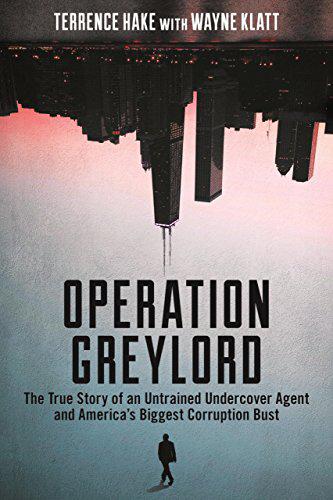 TERRENCE HAKE WITH WAYNE KLATT
OPERATION
GREYLORD
The True Story of an Untrained Undercover Agent
and America's Biggest Corruption Bust